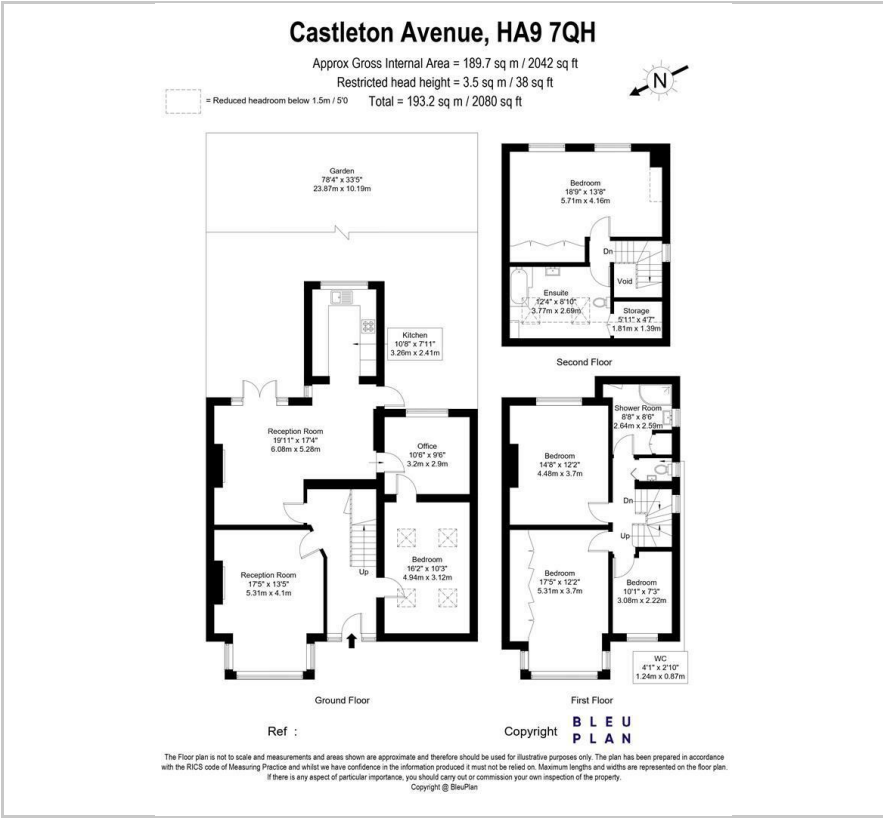 Castleton Avenue, HA9 7QH
Approx Gross Internal Area = 189.7 sq m / 2042 sq ft
Restricted head height = 3.5 sq m / 38 sq ft
Total = 193.2 sq m / 2080 sq ft
= Reduced headroom below 1.5m / 5'0
N
Garden
78'4" x 33'5"
23.87m x 10.19m
Kitchen
10'8" x 7'11"
3.26m x 2.41m
Reception Room
19'11" x 17'4"
6.08m x 5.28m
Office
10'6" x 9'6"
3.2m x 2.9m
Reception Room
17'5" x 13'5"
5.31m x 4.1m
Up
Bedroom
16'2" x 10'3"
4.94m x 3.12m
Ground Floor
Bedroom
18'9" x 13'8"
5.71m x 4.16m
Dn
Void
Ensuite
12'4" x 8'10"
3.77m x 2.69m
Storage
5'11" x 4'7"
1.81m x 1.39m
Second Floor
Shower Room
8'8" x 8'6"
2.64m x 2.59m
Bedroom
14'8" x 12'2"
4.48m x 3.7m
Dn
Up
Bedroom
17'5" x 12'2"
5.31m x 3.7m
Bedroom
10'1" x 7'3"
3.08m x 2.22m
WC
4'1" x 2'10"
1.24m x 0.87m
First Floor
Ref :
Copyright
BLEU
PLAN
The Floor plan is not to scale and measurements and areas shown are approximate and therefore should be used for illustrative purposes only. The plan has been prepared in accordance
with the RICS code of Measuring Practice and whilst we have confidence in the information produced it must not be relied on. Maximum lengths and widths are represented on the floor plan.
If there is any aspect of particular importance, you should carry out or commission your own inspection of the property.
Copyright @ BleuPlan